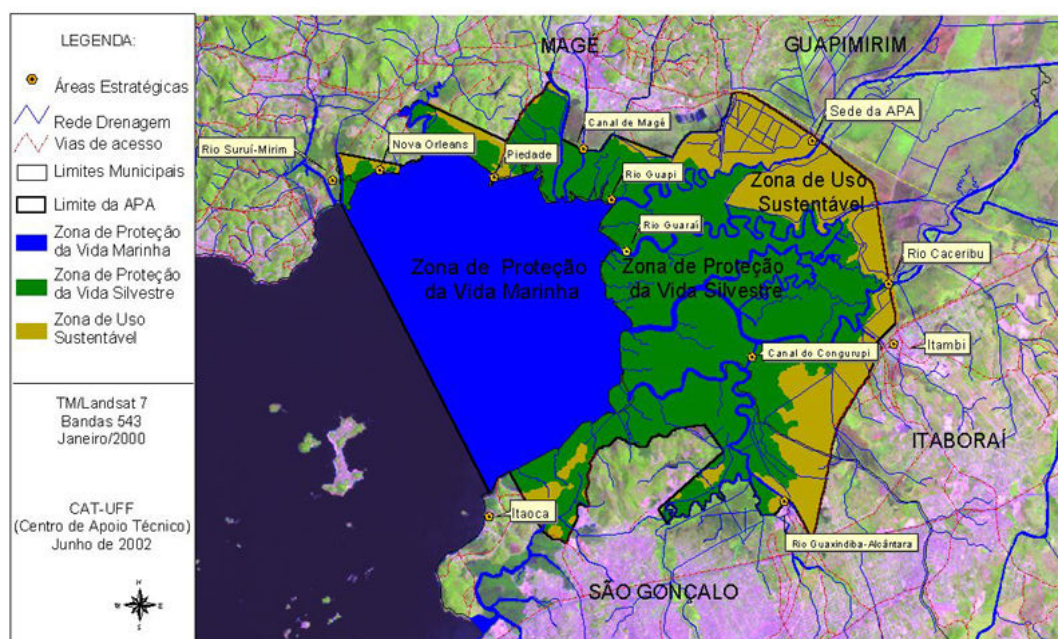 LEGENDA:
Áreas Estratégicas
Rede Drenagem
Vias de acesso
Limites Municipais
Limite da APA
Zona de Proteção
da Vida Marinha
Zona de Proteção
da Vida Silvestre
Zona de Uso
Sustentável
TM/Landsat 7
Bandas 543
Janeiro/2000
CAT-UFF
(Centro de Apoio Técnico)
Junho de 2002
N
W
E
S
MAGÉ
GUAPIMIRIM
Sede da APA
Canal de Magé
Nova Orleans
Piedade
Rio Suruí-Mirim
Rio Guapi
Zona de Uso
Sustentável
Rio Guaraí
Rio Caceribu
Zona de Proteção
da Vida Marinha
Zona de Proteção
da Vida Silvestre
Itambi
Canal do Congurupi
ITABORAÍ
Itaoca
Rio Guaxindiba-Alcântara
SÃO GONÇALO